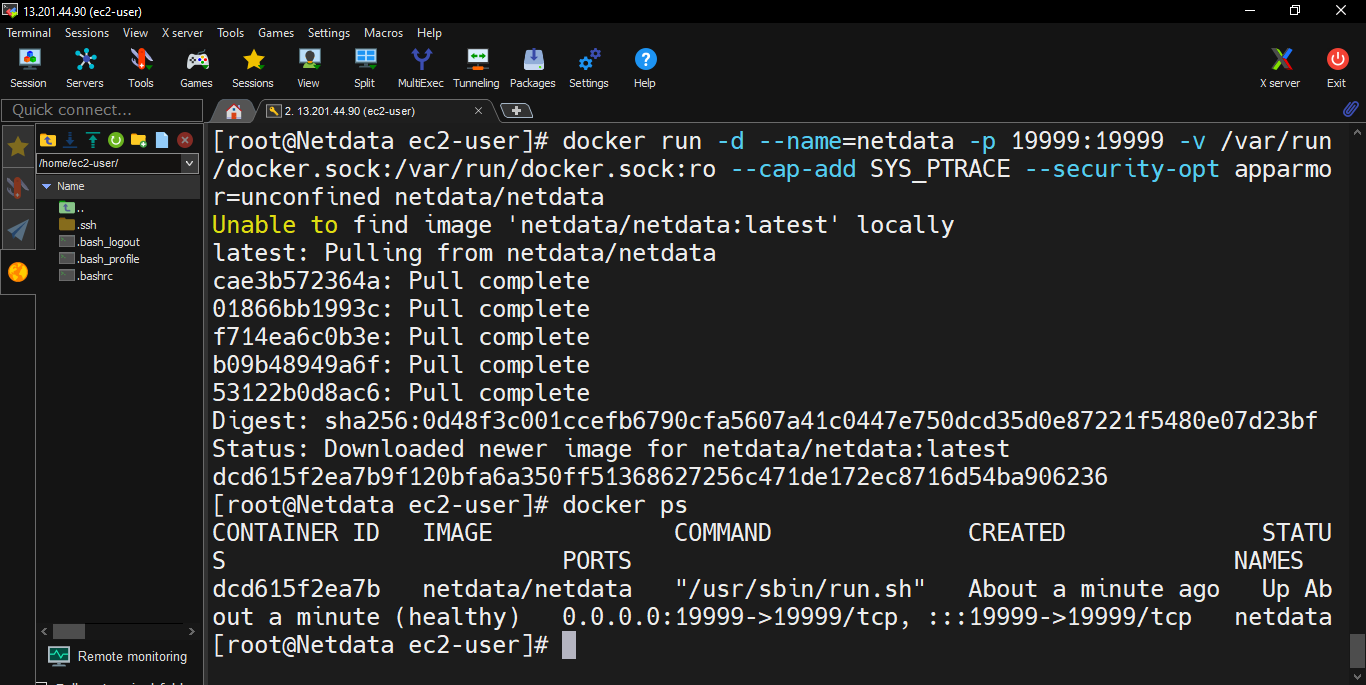 13.201.44.90 (ec2-user)
Terminal Sessions View X server Tools Games Settings Macros Help
Session Servers Tools Games Sessions View Split MultiExec Tunneling Packages Settings Help X server Exit
Quick connect...
2. 13.201.44.90 (ec2-user)
/home/ec2-user/
Name
..
.ssh
.bash_logout
.bash_profile
.bashrc
Remote monitoring
[root@Netdata ec2-user]# docker run -d --name=netdata -p 19999:19999 -v /var/run
/docker.sock:/var/run/docker.sock:ro --cap-add SYS_PTRACE --security-opt apparmo
r=unconfined netdata/netdata
Unable to find image 'netdata/netdata:latest' locally
latest: Pulling from netdata/netdata
cae3b572364a: Pull complete
01866bb1993c: Pull complete
f714ea6c0b3e: Pull complete
b09b48949a6f: Pull complete
53122b0d8ac6: Pull complete
Digest: sha256:0d48f3c001ccefb6790cfa5607a41c0447e750dcd35d0e87221f5480e07d23bf
Status: Downloaded newer image for netdata/netdata:latest
dcd615f2ea7b9f120bfa6a350ff51368627256c471de172ec8716d54ba906236
[root@Netdata ec2-user]# docker ps
CONTAINER ID IMAGE COMMAND CREATED STATU
S PORTS NAMES
dcd615f2ea7b netdata/netdata "/usr/sbin/run.sh" About a minute ago Up Ab
out a minute (healthy) 0.0.0.0:19999->19999/tcp, :::19999->19999/tcp netdata
[root@Netdata ec2-user]#